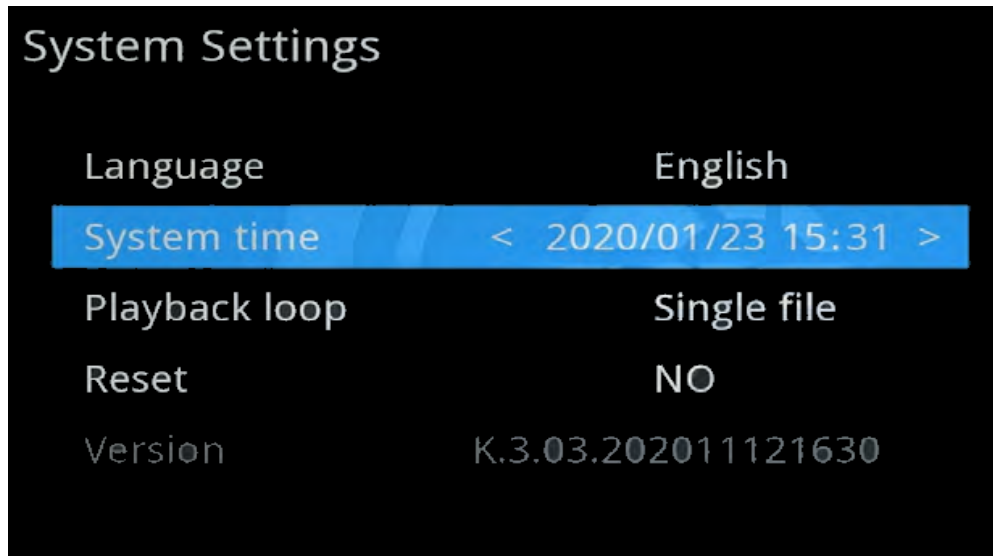 System Settings
Language English
System time < 2020/01/23 15:31 >
Playback loop Single file
Reset NO
Version K.3.03.202011121630